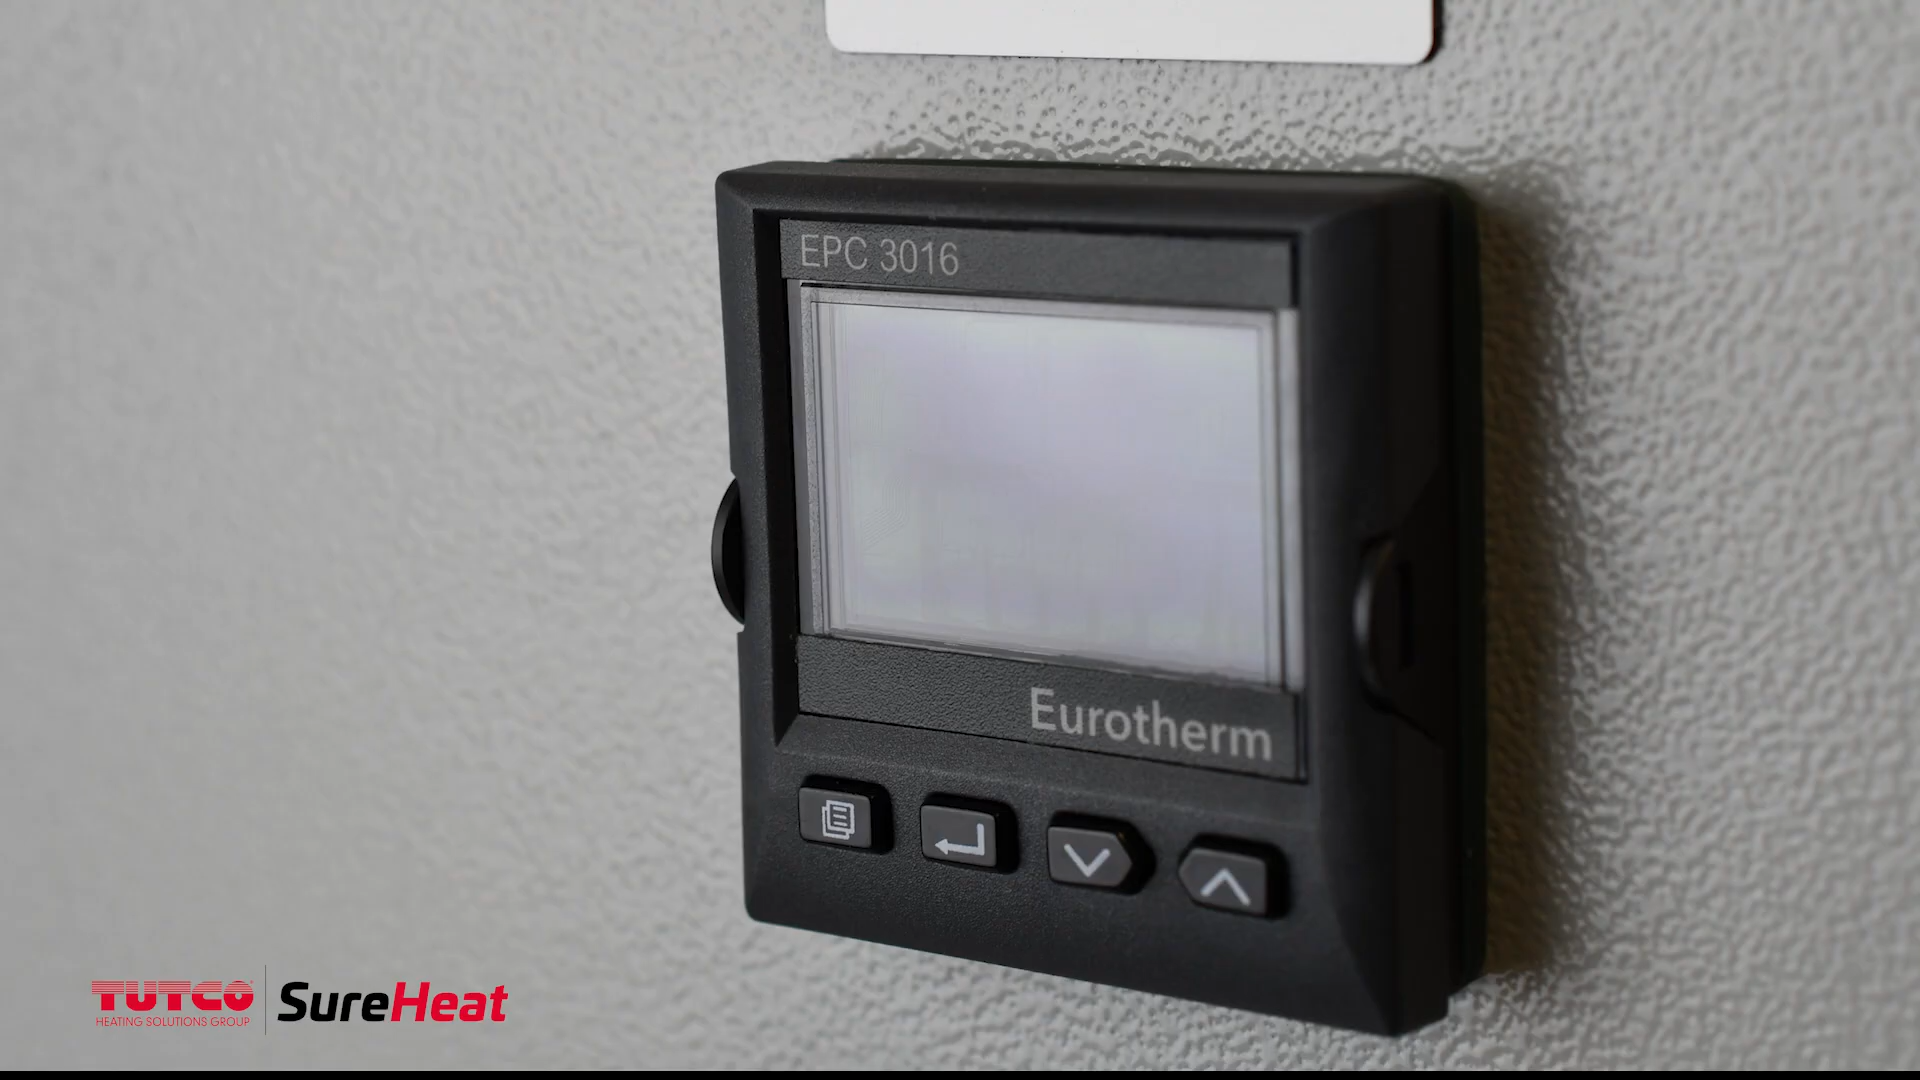 EPC 3016
Eurotherm
TUTCO
HEATING SOLUTIONS GROUP
SureHeat